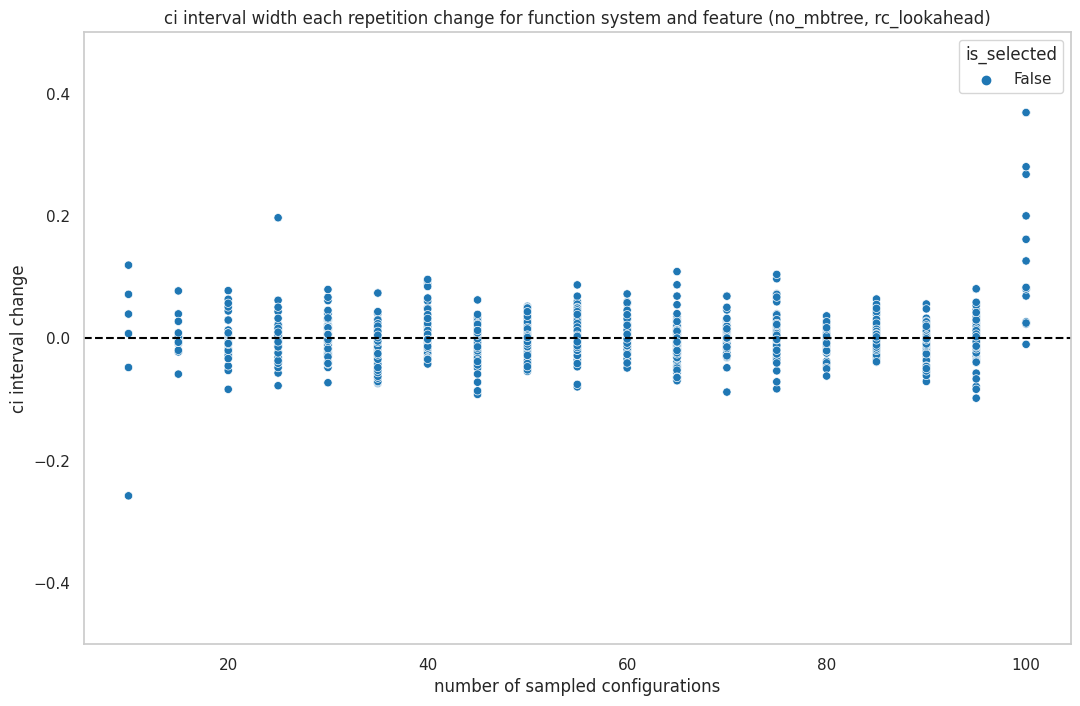 ci interval width each repetition change for function system and feature (no_mbtree, rc_lookahead)
is_selected
False
ci interval change
0.4
0.2
0.0
−0.2
−0.4
20
40
60
80
100
number of sampled configurations